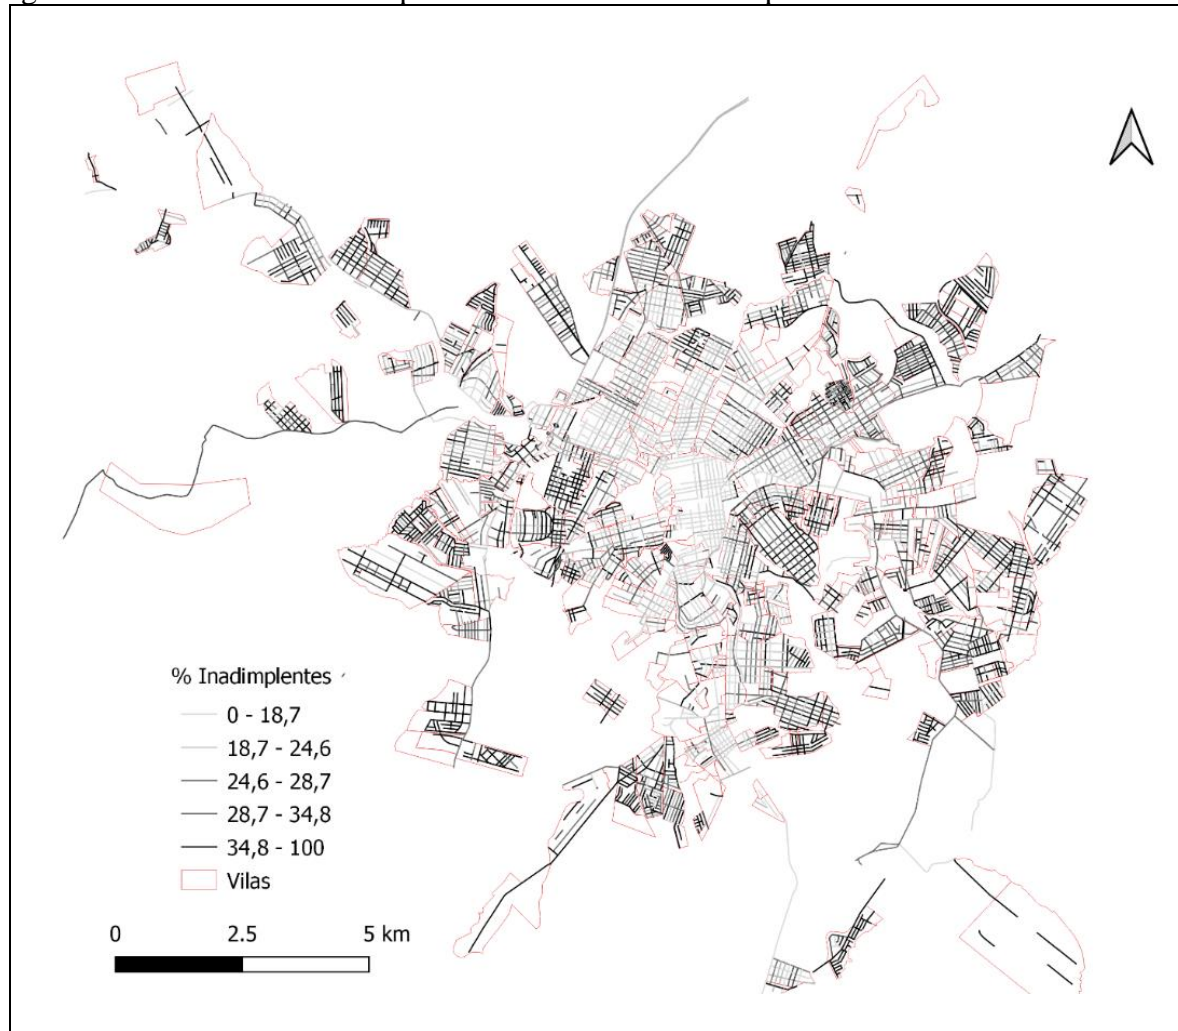 % Inadimplentes
0 - 18,7
18,7 - 24,6
24,6 - 28,7
28,7 - 34,8
34,8 - 100
Vilas
0 2.5 5 km